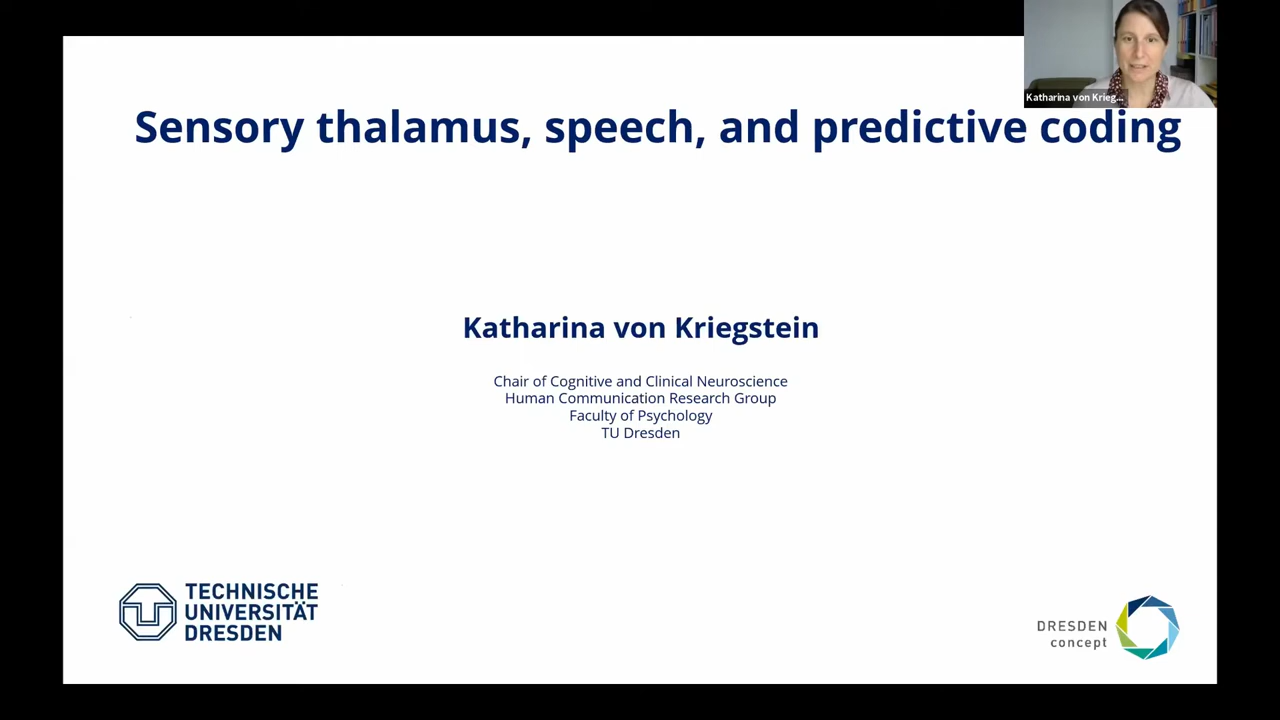 Katharina von Krieg...
Sensory thalamus, speech, and predictive coding
Katharina von Kriegstein
Chair of Cognitive and Clinical Neuroscience
Human Communication Research Group
Faculty of Psychology
TU Dresden
TECHNISCHE
UNIVERSITÄT
DRESDEN
DRESDEN
concept